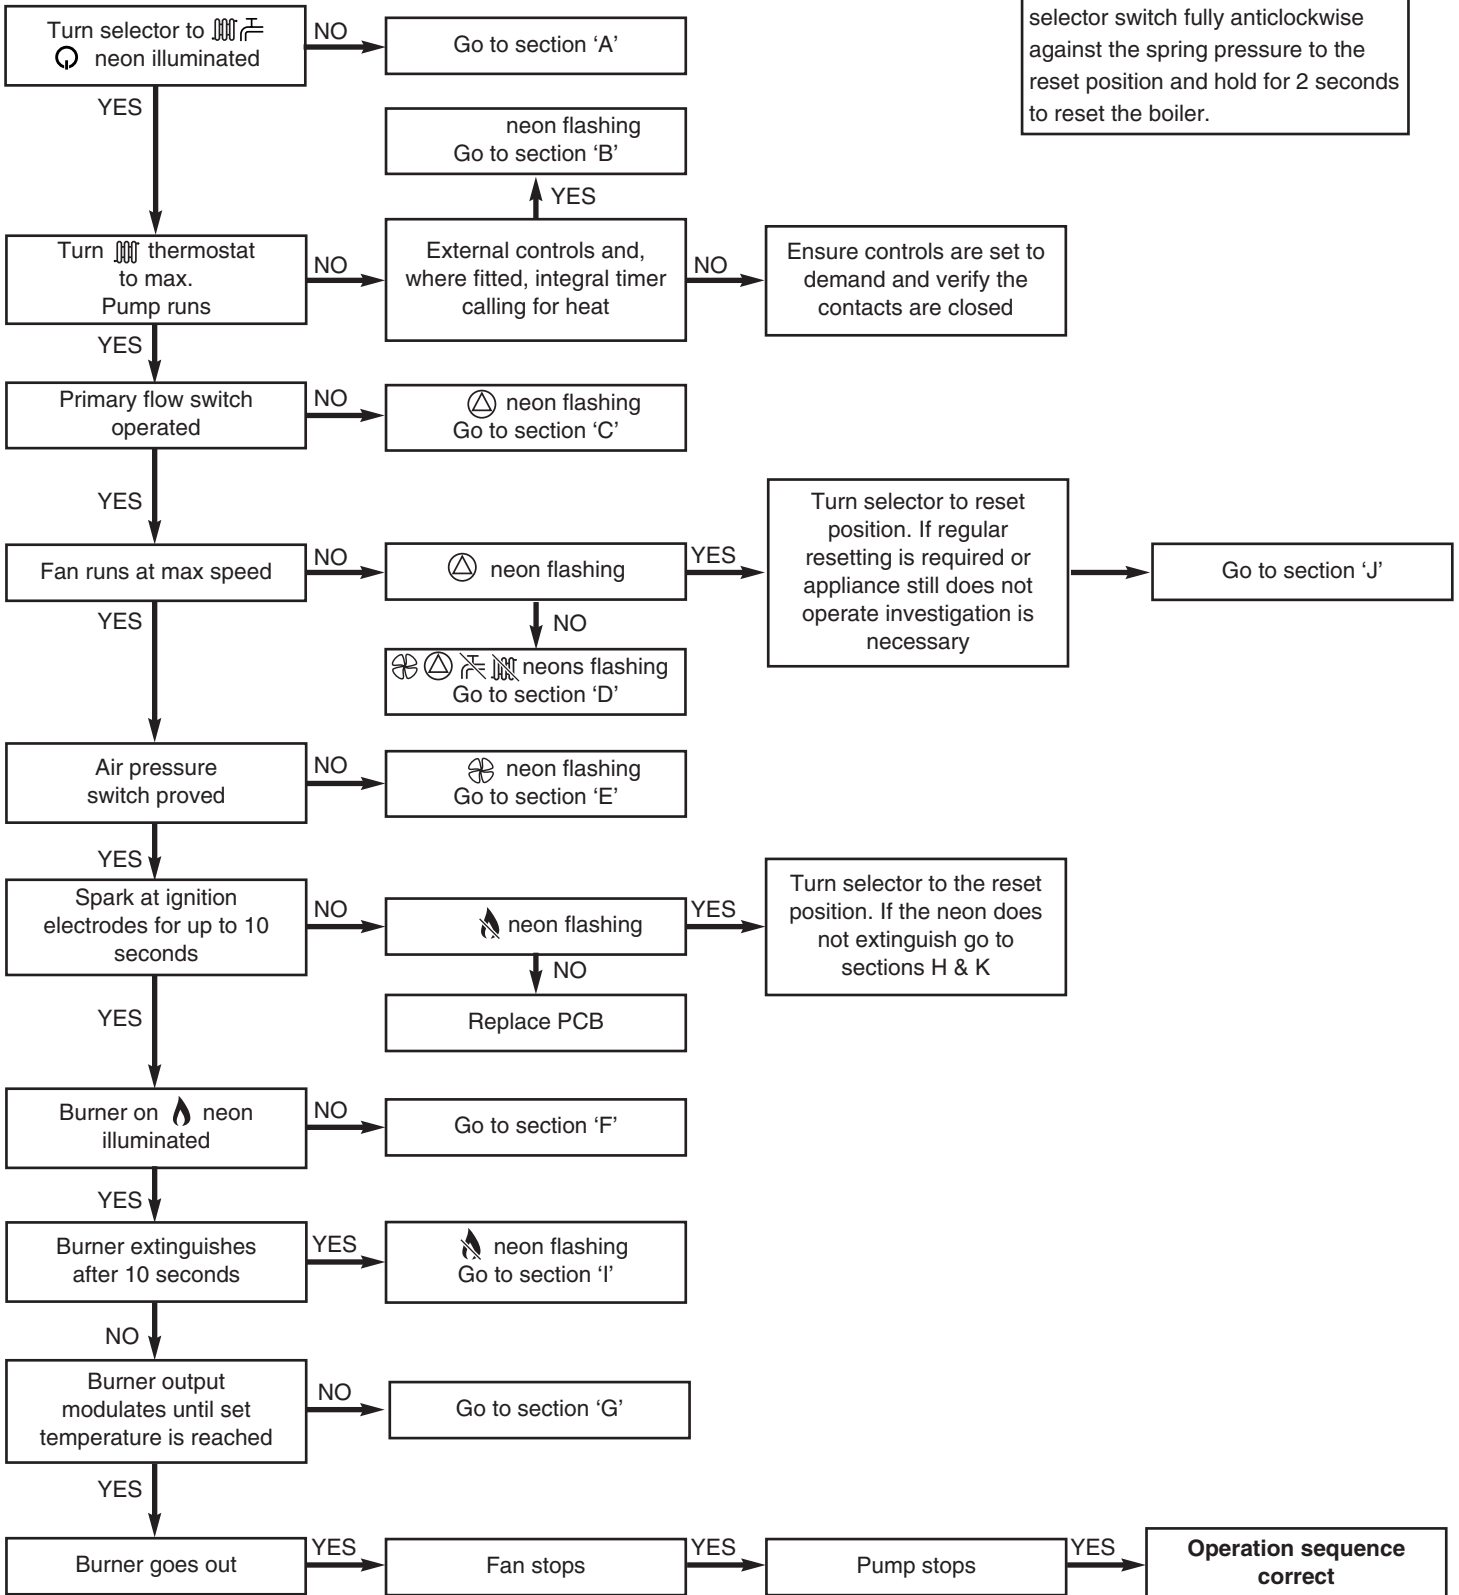 Turn selector to
neon illuminated
NO
Go to section ‘A’
selector switch fully anticlockwise
against the spring pressure to the
reset position and hold for 2 seconds
to reset the boiler.
YES
neon flashing
Go to section ‘B’
YES
Turn thermostat
to max.
Pump runs
NO
External controls and,
where fitted, integral timer
calling for heat
NO
Ensure controls are set to
demand and verify the
contacts are closed
YES
Primary flow switch
operated
NO
neon flashing
Go to section ‘C’
YES
Fan runs at max speed
NO
neon flashing
YES
Turn selector to reset
position. If regular
resetting is required or
appliance still does not
operate investigation is
necessary
Go to section ‘J’
NO
neons flashing
Go to section ‘D’
YES
Air pressure
switch proved
NO
neon flashing
Go to section ‘E’
YES
Spark at ignition
electrodes for up to 10
seconds
NO
neon flashing
YES
Turn selector to the reset
position. If the neon does
not extinguish go to
sections H & K
NO
Replace PCB
YES
Burner on neon
illuminated
NO
Go to section ‘F’
YES
Burner extinguishes
after 10 seconds
YES
neon flashing
Go to section ‘I’
NO
Burner output
modulates until set
temperature is reached
NO
Go to section ‘G’
YES
Burner goes out
YES
Fan stops
YES
Pump stops
YES
Operation sequence
correct